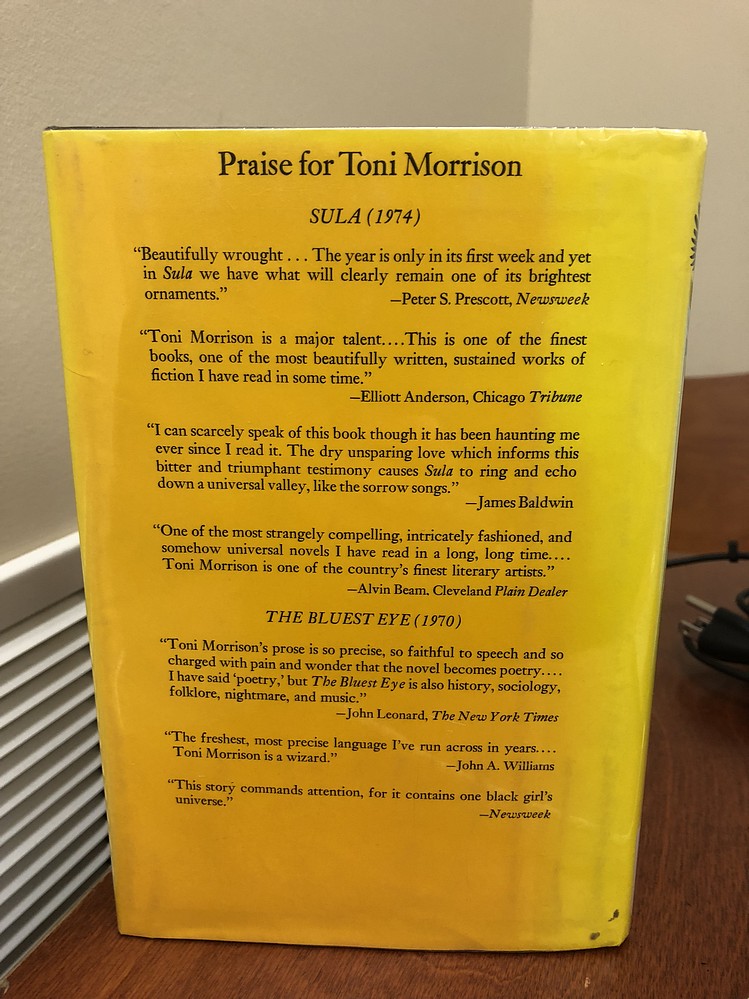 Praise for Toni Morrison
SULA (1974)
“Beautifully wrought . . . The year is only in its first week and yet
in Sula we have what will clearly remain one of its brightest
ornaments.” —Peter S. Prescott, Newsweek
“Toni Morrison is a major talent....This is one of the finest
books, one of the most beautifully written, sustained works of
fiction I have read in some time.”
—Elliott Anderson, Chicago Tribune
“I can scarcely speak of this book though it has been haunting me
ever since I read it. The dry unsparing love which informs this
bitter and triumphant testimony causes Sula to ring and echo
down a universal valley, like the sorrow songs.”
—James Baldwin
“One of the most strangely compelling, intricately fashioned, and
somehow universal novels I have read in a long, long time....
Toni Morrison is one of the country’s finest literary artists.”
—Alvin Beam. Cleveland Plain Dealer
THE BLUEST EYE (1970)
“Toni Morrison’s prose is so precise, so faithful to speech and so
charged with pain and wonder that the novel becomes poetry....
I have said ‘poetry,’ but The Bluest Eye is also history, sociology,
folklore, nightmare, and music.”
—John Leonard, The New York Times
“The freshest, most precise language I’ve run across in years....
Toni Morrison is a wizard.” —John A. Williams
“This story commands attention, for it contains one black girl’s
universe.”
—Newsweek